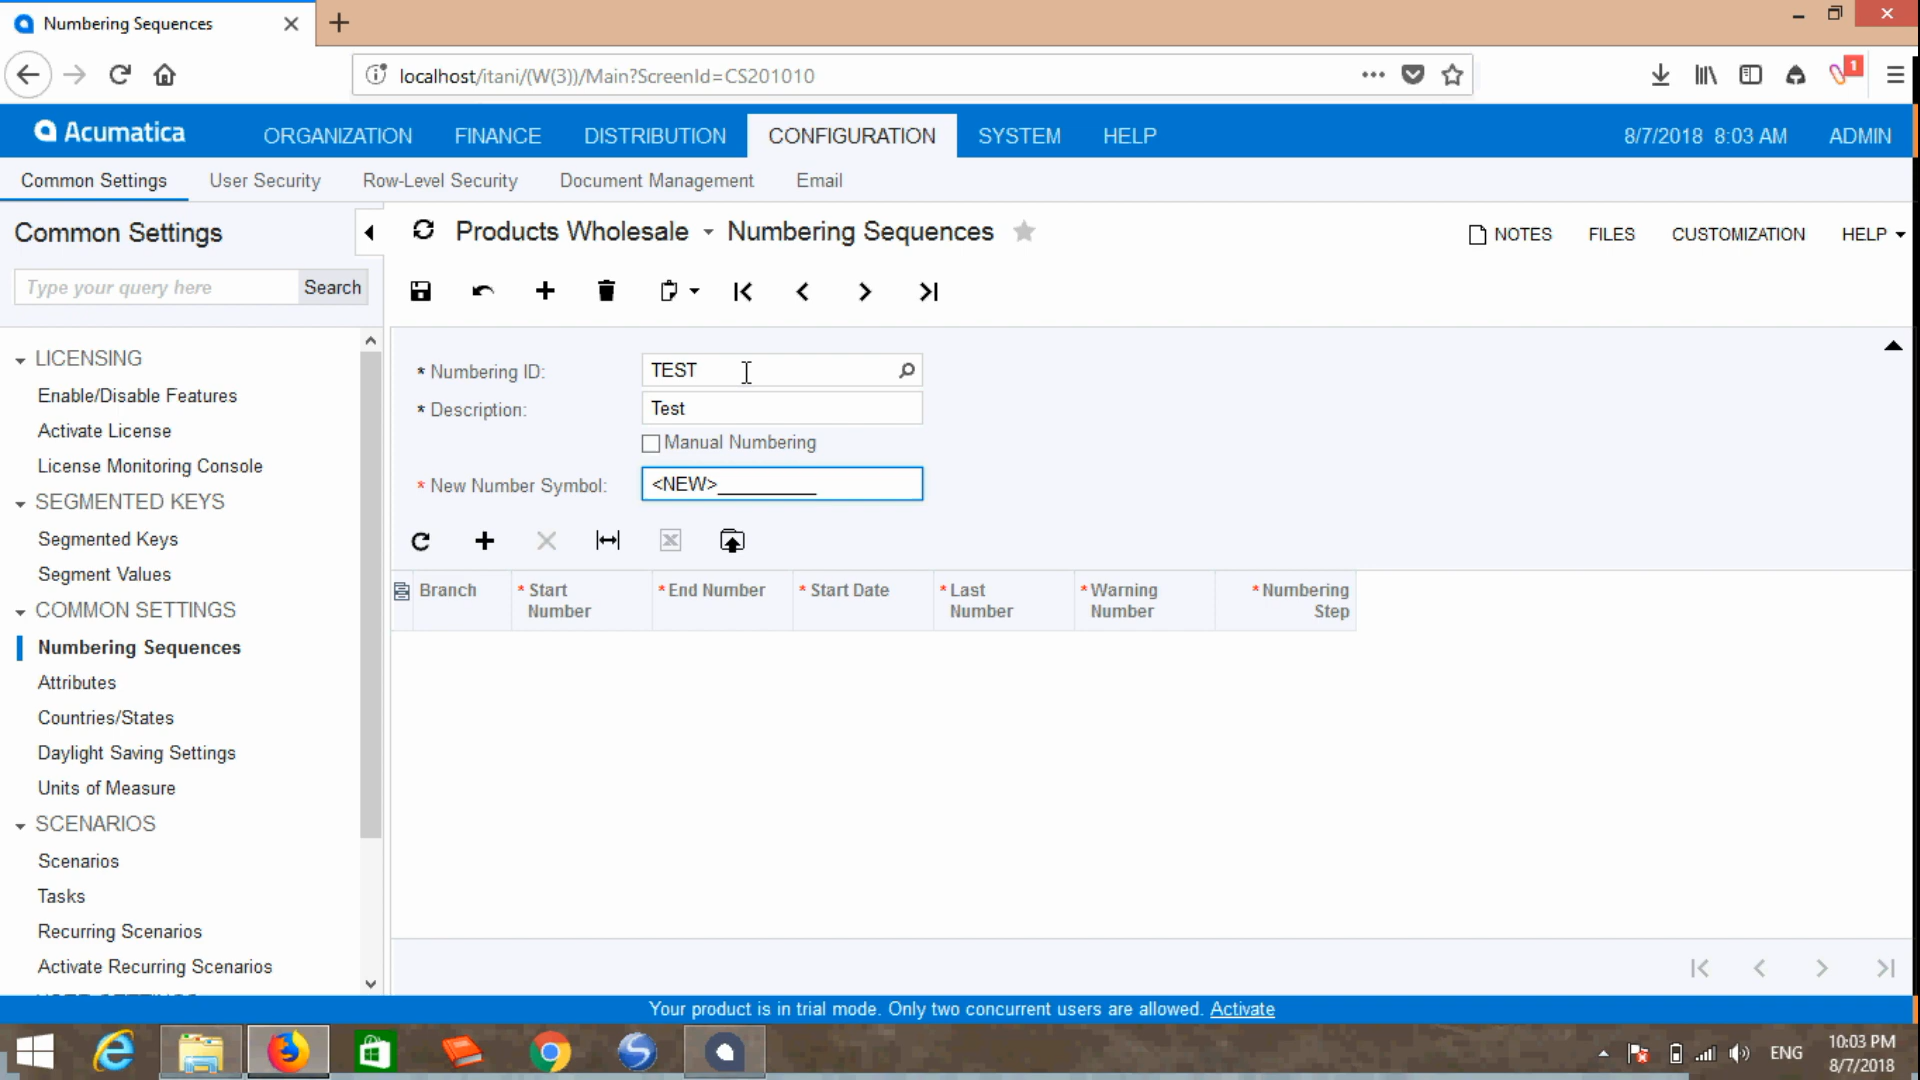 Numbering Sequences
localhost/itani/(W(3))/Main?ScreenId=CS201010
1
Acumatica
ORGANIZATION FINANCE DISTRIBUTION CONFIGURATION SYSTEM HELP
8/7/2018 8:03 AM ADMIN
Common Settings User Security Row-Level Security Document Management Email
Common Settings
Type your query here Search
LICENSING
Enable/Disable Features
Activate License
License Monitoring Console
SEGMENTED KEYS
Segmented Keys
Segment Values
COMMON SETTINGS
Numbering Sequences
Attributes
Countries/States
Daylight Saving Settings
Units of Measure
SCENARIOS
Scenarios
Tasks
Recurring Scenarios
Activate Recurring Scenarios
Products Wholesale Numbering Sequences
NOTES FILES CUSTOMIZATION HELP
* Numbering ID: TEST
* Description: Test
Manual Numbering
* New Number Symbol: <NEW>__________
Branch * Start Number * End Number * Start Date * Last Number * Warning Number * Numbering Step
Your product is in trial mode. Only two concurrent users are allowed. Activate
ENG
10:03 PM
8/7/2018